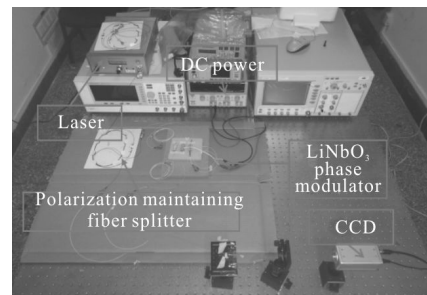 DC power
Laser
LiNbO₃
phase
modulator
Polarization maintaining
fiber splitter
CCD